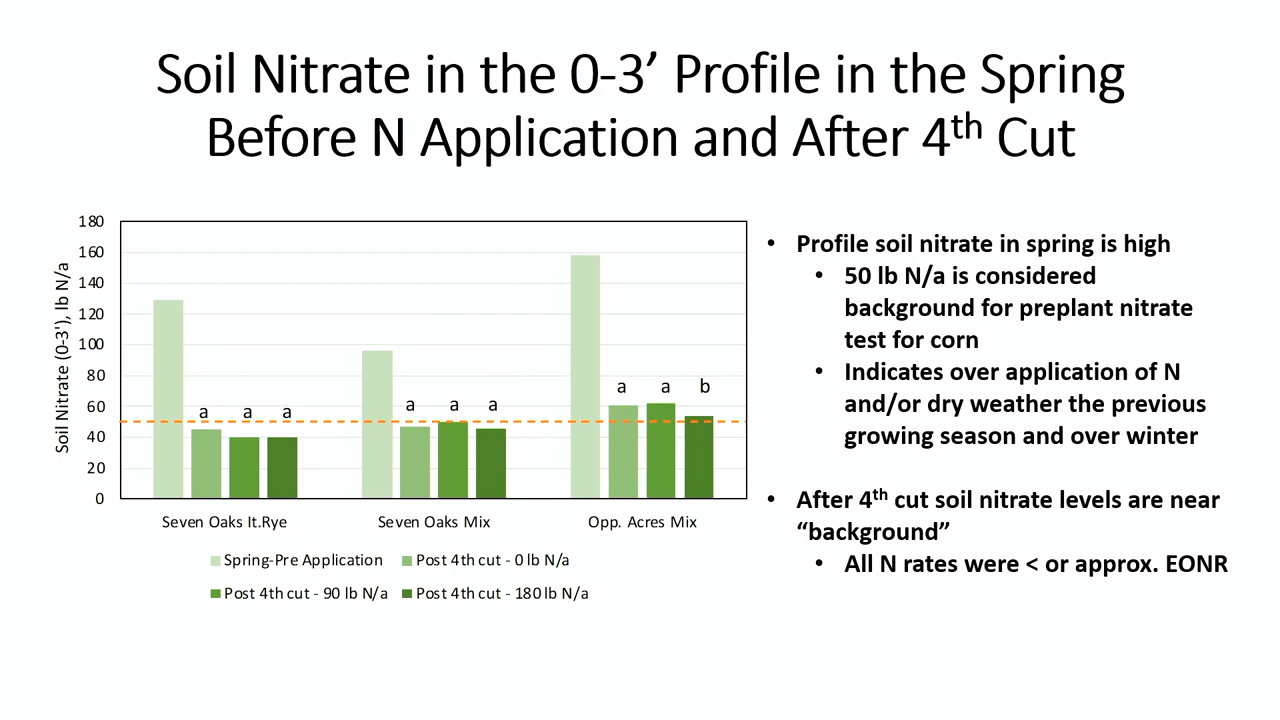 Soil Nitrate in the 0-3’ Profile in the Spring
Before N Application and After 4th Cut
Soil Nitrate (0-3'), lb N/a
180
160
140
120
100
80
60
40
20
0
a a a
a a a
a a b
Seven Oaks It.Rye
Seven Oaks Mix
Opp. Acres Mix
Spring-Pre Application
Post 4th cut - 0 lb N/a
Post 4th cut - 90 lb N/a
Post 4th cut - 180 lb N/a
• Profile soil nitrate in spring is high
• 50 lb N/a is considered
background for preplant nitrate
test for corn
• Indicates over application of N
and/or dry weather the previous
growing season and over winter
• After 4th cut soil nitrate levels are near
“background”
• All N rates were < or approx. EONR